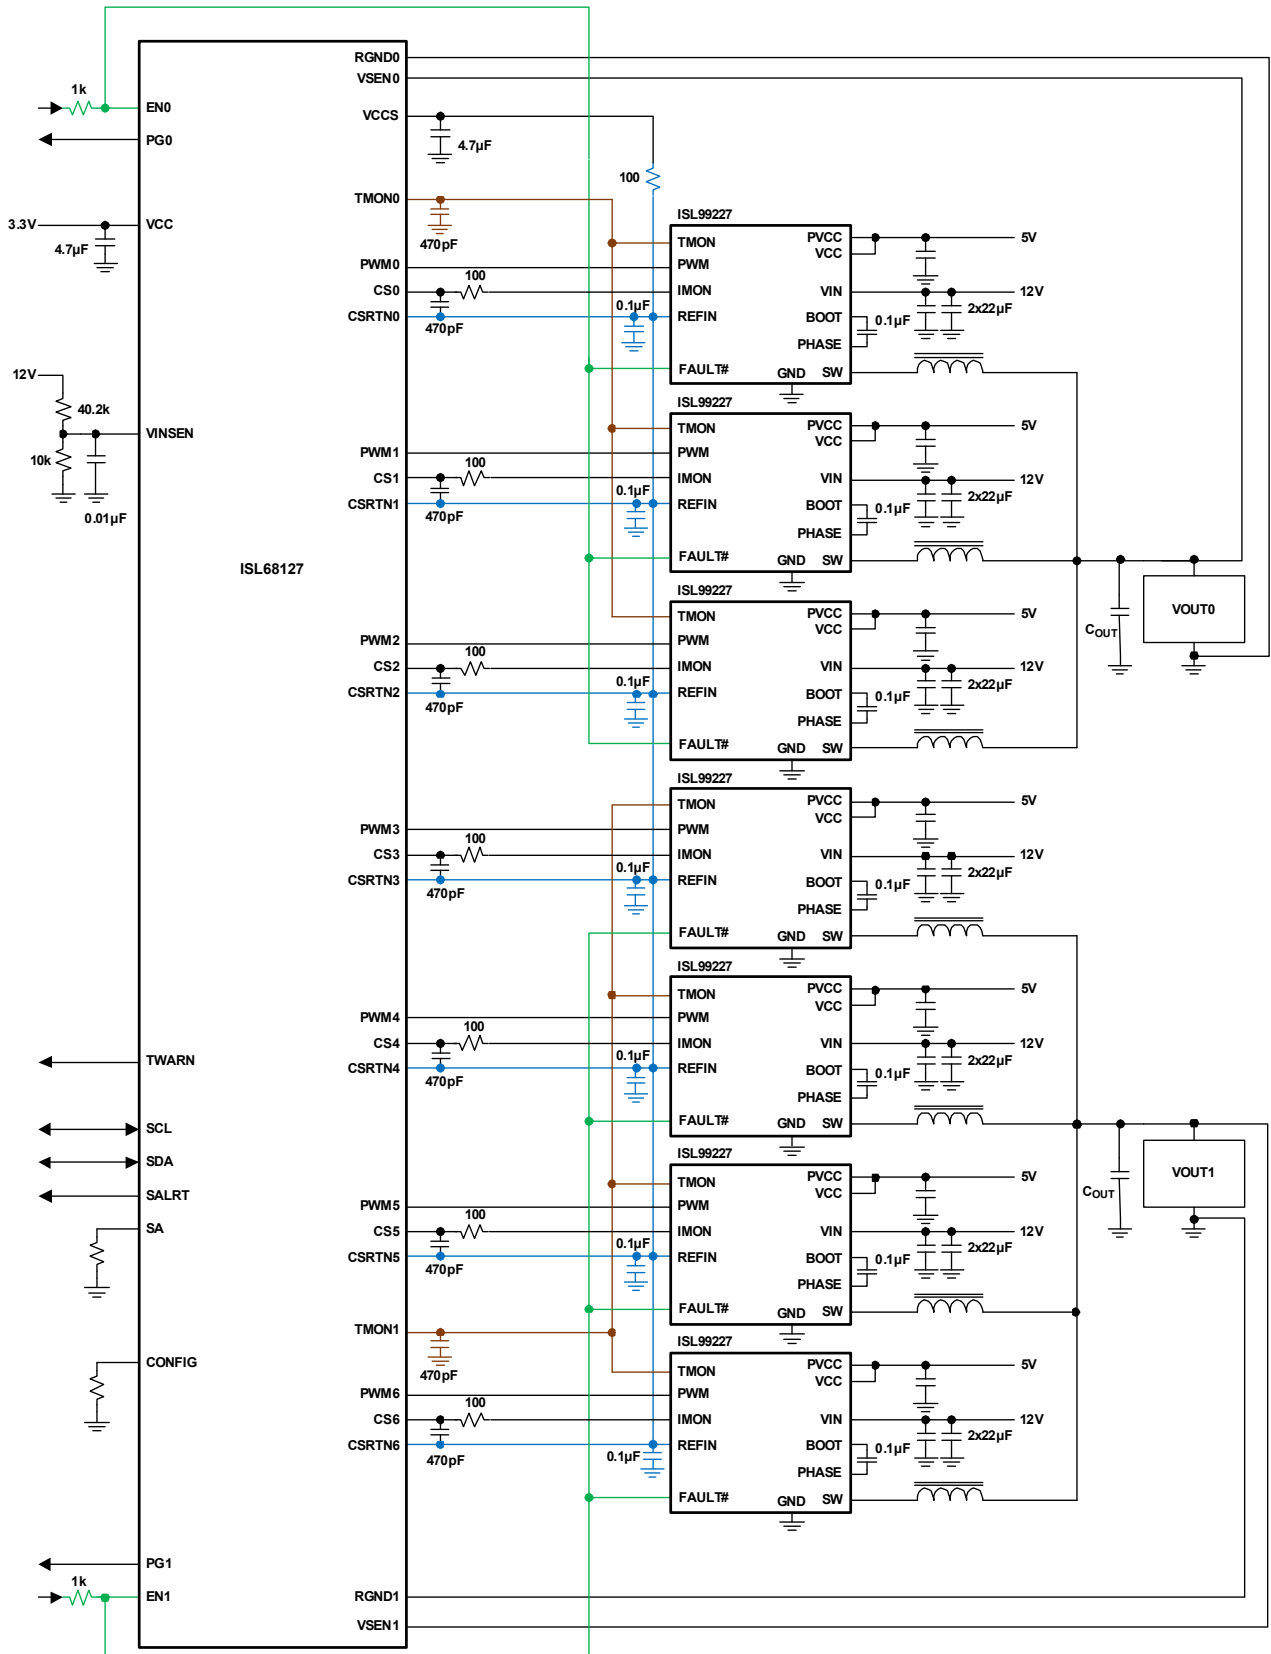 RGND0
VSEN0
1k
EN0
VCCS
PG0
4.7µF
100
TMON0
ISL99227
3.3V
VCC
470pF
4.7µF
TMON
PVCC
VCC
5V
PWM0
PWM
CS0
100
IMON
VIN
12V
0.1µF
2x22µF
CSRTN0
470pF
REFIN
BOOT
0.1µF
PHASE
12V
FAULT#
GND
SW
40.2k
ISL99227
VINSEN
TMON
PVCC
VCC
5V
10k
PWM1
PWM
CS1
100
IMON
VIN
12V
0.1µF
2x22µF
CSRTN1
470pF
REFIN
BOOT
0.1µF
0.01µF
PHASE
FAULT#
GND
SW
ISL68127
ISL99227
TMON
PVCC
VCC
5V
VOUT0
COUT
PWM2
PWM
CS2
100
IMON
VIN
12V
0.1µF
2x22µF
CSRTN2
470pF
REFIN
BOOT
0.1µF
PHASE
FAULT#
GND
SW
ISL99227
TMON
PVCC
VCC
5V
PWM3
PWM
CS3
100
IMON
VIN
12V
0.1µF
2x22µF
CSRTN3
470pF
REFIN
BOOT
0.1µF
PHASE
FAULT#
GND
SW
ISL99227
TMON
PVCC
VCC
5V
PWM4
PWM
CS4
100
IMON
VIN
12V
0.1µF
2x22µF
TWARN
CSRTN4
470pF
REFIN
BOOT
0.1µF
PHASE
FAULT#
GND
SW
SCL
ISL99227
SDA
TMON
PVCC
VCC
5V
VOUT1
COUT
SALRT
PWM5
PWM
SA
CS5
100
IMON
VIN
12V
0.1µF
2x22µF
CSRTN5
470pF
REFIN
BOOT
0.1µF
PHASE
FAULT#
GND
SW
TMON1
ISL99227
CONFIG
470pF
TMON
PVCC
VCC
5V
PWM6
PWM
CS6
100
IMON
VIN
12V
2x22µF
CSRTN6
470pF
0.1µF
REFIN
BOOT
0.1µF
PHASE
FAULT#
GND
SW
PG1
1k
EN1
RGND1
VSEN1